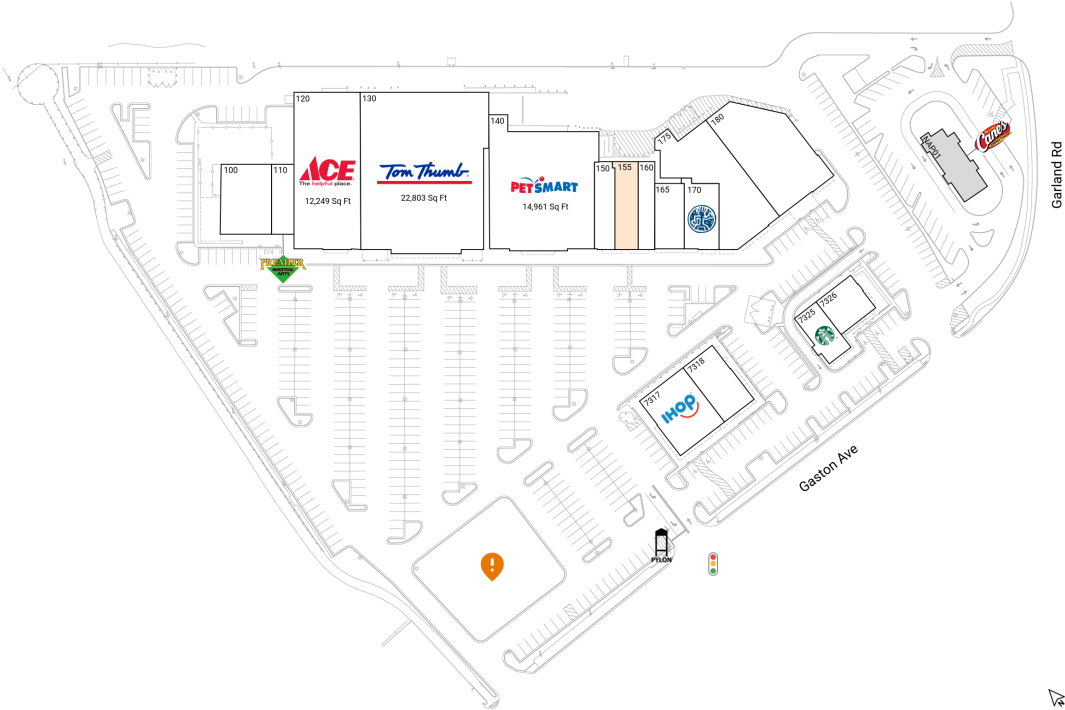 120
130
140
180
175
100
110
ACE
The helpful place.
12,249 Sq Ft
Tom Thumb
22,803 Sq Ft
PETSMART
14,961 Sq Ft
150
155
160
165
170
NAP01
Cane's
Garland Rd
PREMIER
MARTIAL
ARTS
7325
7326
7317
7318
IHOP
Gaston Ave
PYLON
!
N